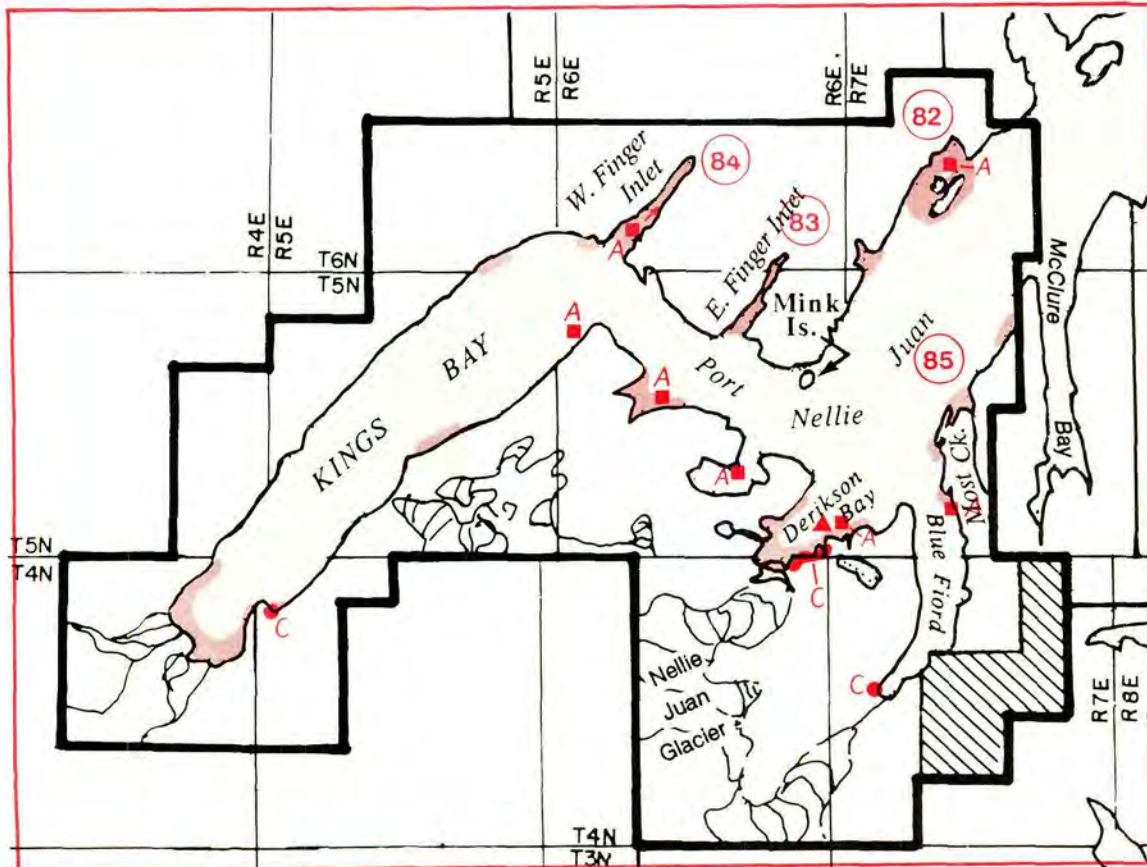 R5E
R6E
R6E.
R7E
82
A
84
W. Finger
Inlet
A
83
E. Finger Inlet
R4E
R5E
T6N
T5N
McClure
Bay
Mink
Is.
A
Juan
85
BAY
Port
A
Nellie
KINGS
A
Most Ck.
Derikson
Bay
A
T5N
T4N
C
Blue Fiord
C
Nellie
Juan
Glacier
C
R7E
R8E
T4N
T3N